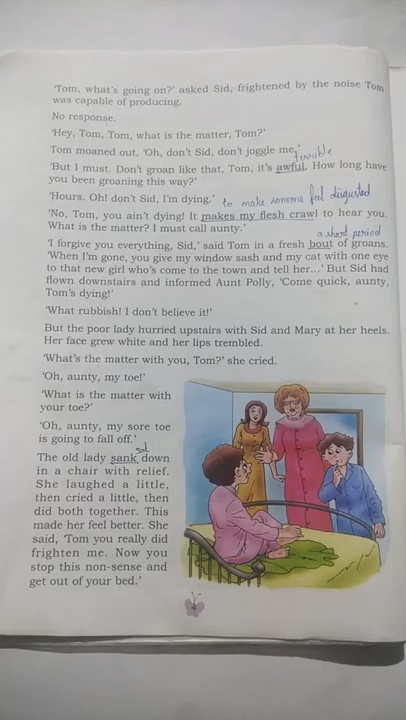 'Tom, what's going on?' asked Sid, frightened by the noise Tom
was capable of producing.
No response.
'Hey, Tom, Tom, what is the matter, Tom?'
Tom moaned out, 'Oh, don't Sid, don't joggle me.'
terrible
'But I must. Don't groan like that, Tom, it's awful. How long have
you been groaning this way?'
'Hours. Oh! don't Sid, I'm dying.' to make someone feel disgusted
'No, Tom, you ain't dying! It makes my flesh crawl to hear you.
What is the matter? I must call aunty.'
a short period
'I forgive you everything, Sid,' said Tom in a fresh bout of groans.
'When I'm gone, you give my window sash and my cat with one eye
to that new girl who's come to the town and tell her...' But Sid had
flown downstairs and informed Aunt Polly, 'Come quick, aunty,
Tom's dying!'
'What rubbish! I don't believe it!'
But the poor lady hurried upstairs with Sid and Mary at her heels.
Her face grew white and her lips trembled.
'What's the matter with you, Tom?' she cried.
'Oh, aunty, my toe!'
'What is the matter with
your toe?'
'Oh, aunty, my sore toe
is going to fall off.'
sat
The old lady sank down
in a chair with relief.
She laughed a little,
then cried a little, then
did both together. This
made her feel better. She
said, 'Tom you really did
frighten me. Now you
stop this non-sense and
get out of your bed.'